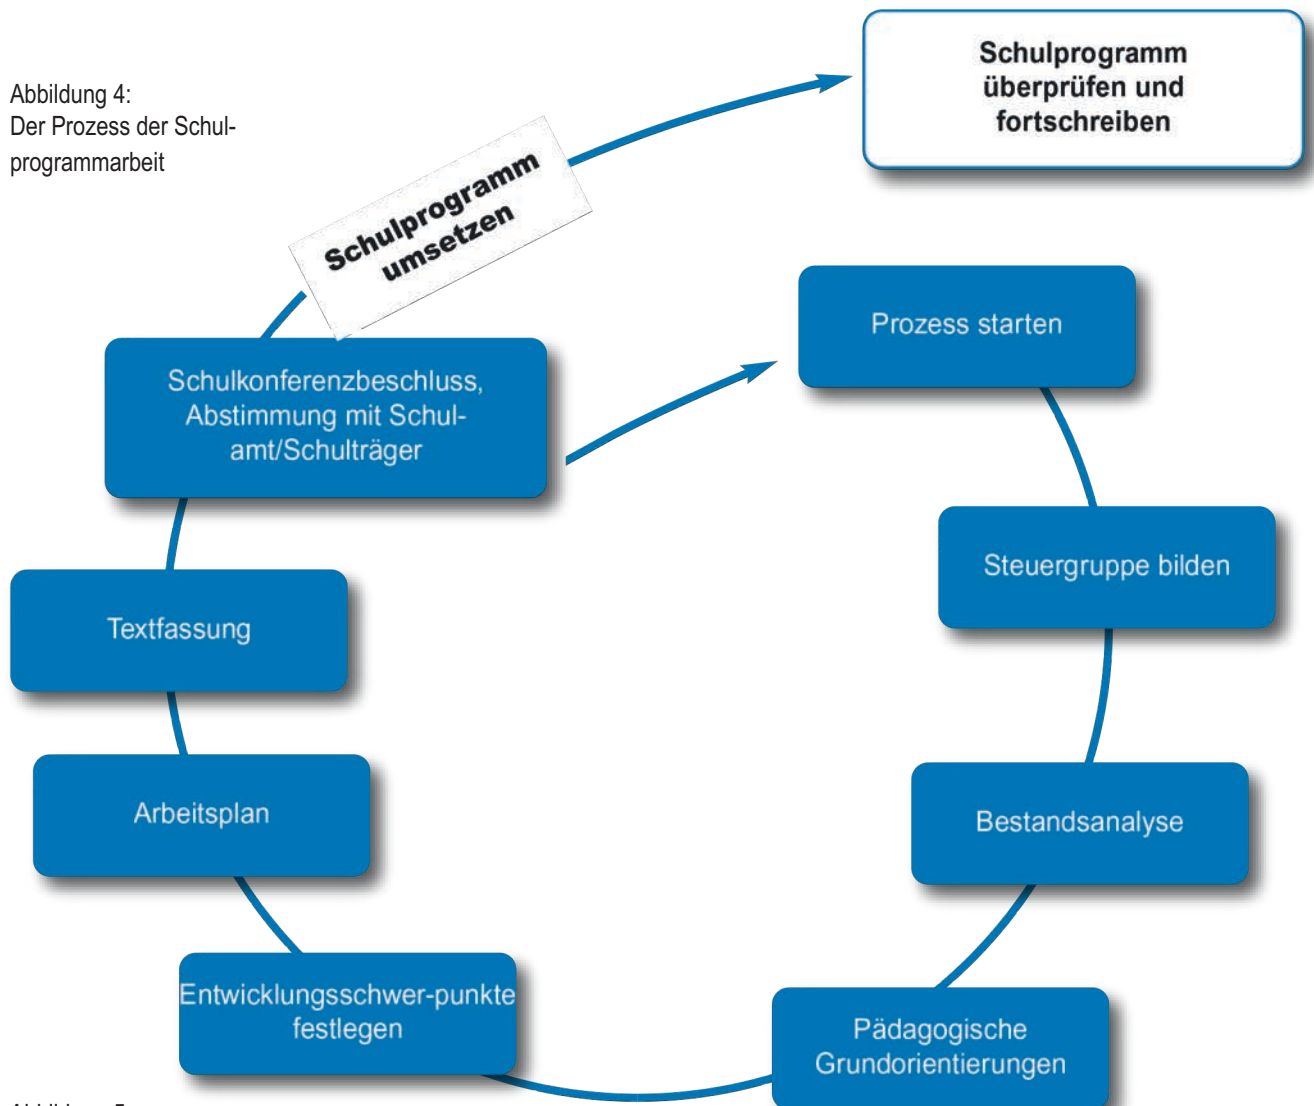 Abbildung 4:
Der Prozess der Schul-
programmarbeit
Schulprogramm
überprüfen und
fortschreiben
Schulprogramm
umsetzen
Prozess starten
Schulkonferenzbeschluss,
Abstimmung mit Schul-
amt/Schulträger
Steuergruppe bilden
Textfassung
Bestandsanalyse
Arbeitsplan
Entwicklungsschwer-punkte
festlegen
Pädagogische
Grundorientierungen